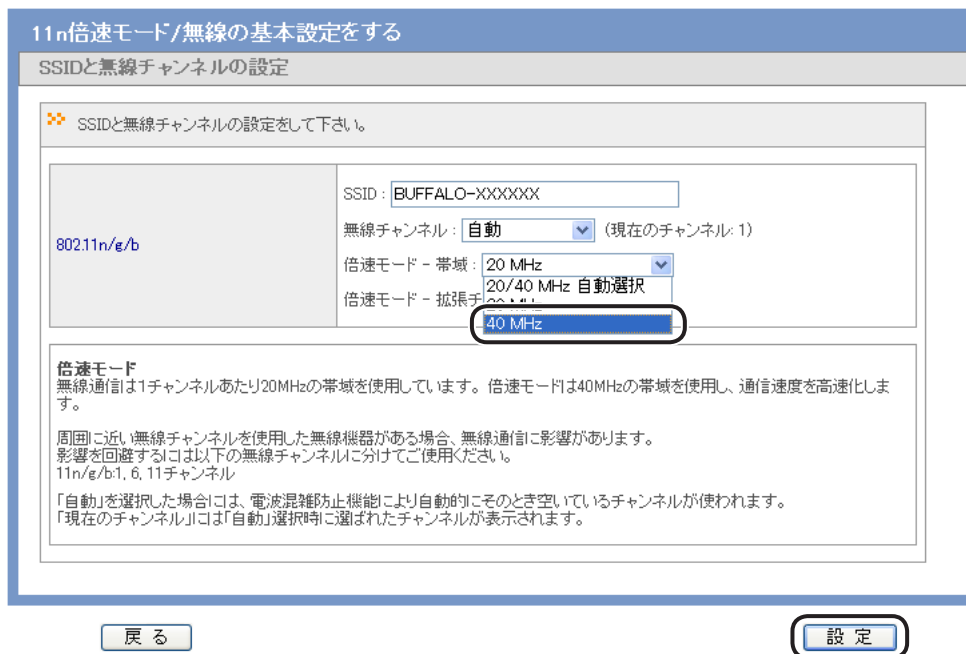 11n倍速モード/無線の基本設定をする
SSIDと無線チャンネルの設定
SSIDと無線チャンネルの設定をして下さい。
802.11n/g/b
SSID : BUFFALO-XXXXXX
無線チャンネル : 自動 (現在のチャンネル: 1)
倍速モード - 帯域 : 20 MHz
20/40 MHz 自動選択
倍速モード - 拡張チ
40 MHz
倍速モード
無線通信は1チャンネルあたり20MHzの帯域を使用しています。倍速モードは40MHzの帯域を使用し、通信速度を高速化しま
す。
周囲に近い無線チャンネルを使用した無線機器がある場合、無線通信に影響があります。
影響を回避するには以下の無線チャンネルに分けてご使用ください。
11n/g/b:1, 6, 11チャンネル
「自動」を選択した場合には、電波混雑防止機能により自動的にそのとき空いているチャンネルが使われます。
「現在のチャンネル」には「自動」選択時に選ばれたチャンネルが表示されます。
戻る
設定